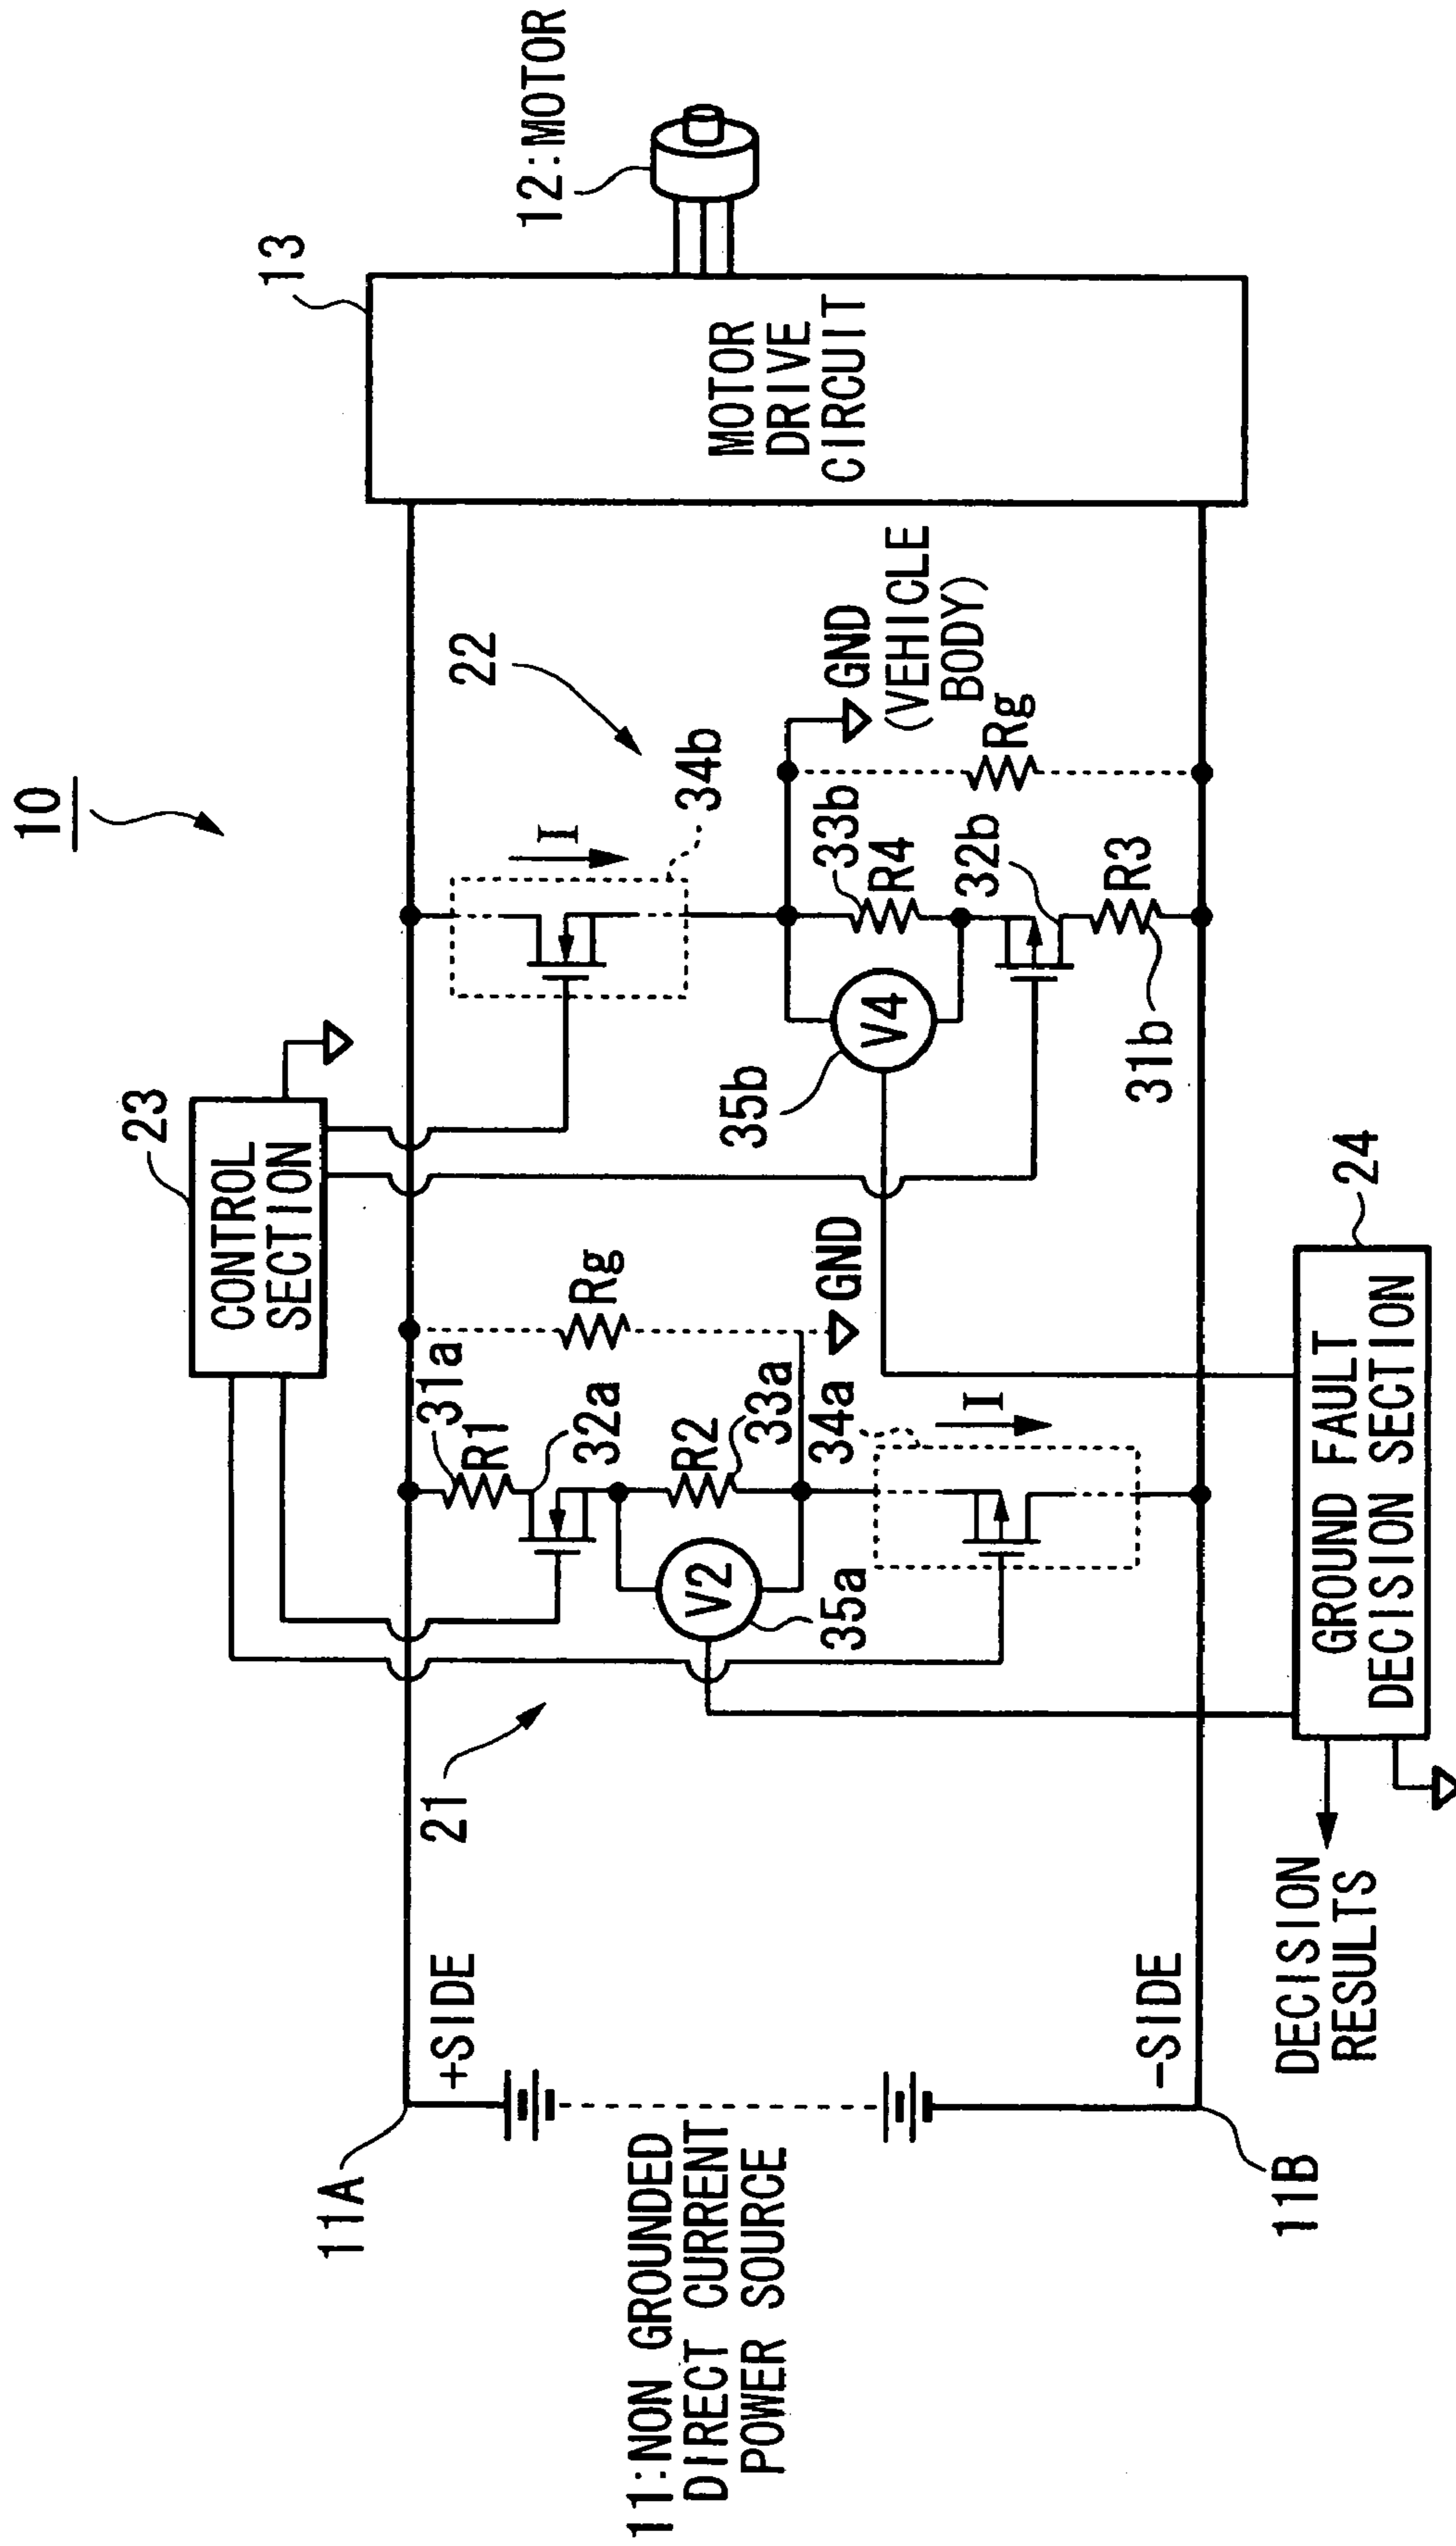 10
11A
+SIDE
11:NON GROUNDED
DIRECT CURRENT
POWER SOURCE
-SIDE
11B
21
23
CONTROL
SECTION
31a
R1
32a
Rg
R2
33a
V2
35a
34a
I
GND
22
34b
I
GND
(VEHICLE
BODY)
Rg
33b
R4
V4
35b
32b
R3
31b
13
MOTOR
DRIVE
CIRCUIT
12:MOTOR
24
GROUND FAULT
DECISION SECTION
DECISION
RESULTS